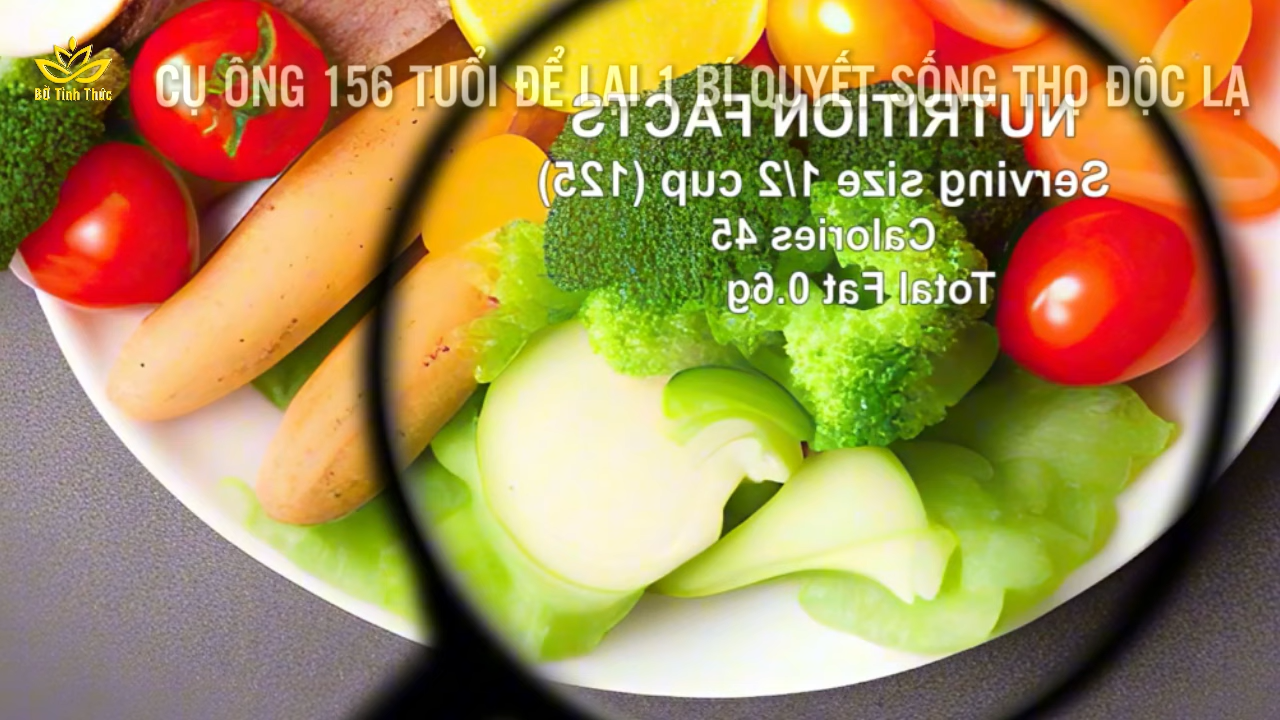 BỪ Tỉnh Thức
CỤ ÔNG 156 TUỔI ĐỂ LẠI 1 BÍ QUYẾT SỐNG THỌ ĐỘC LẠ
NUTRITION FACTS
Serving size 1/2 cup (125)
Calories 45
Total Fat 0.6g